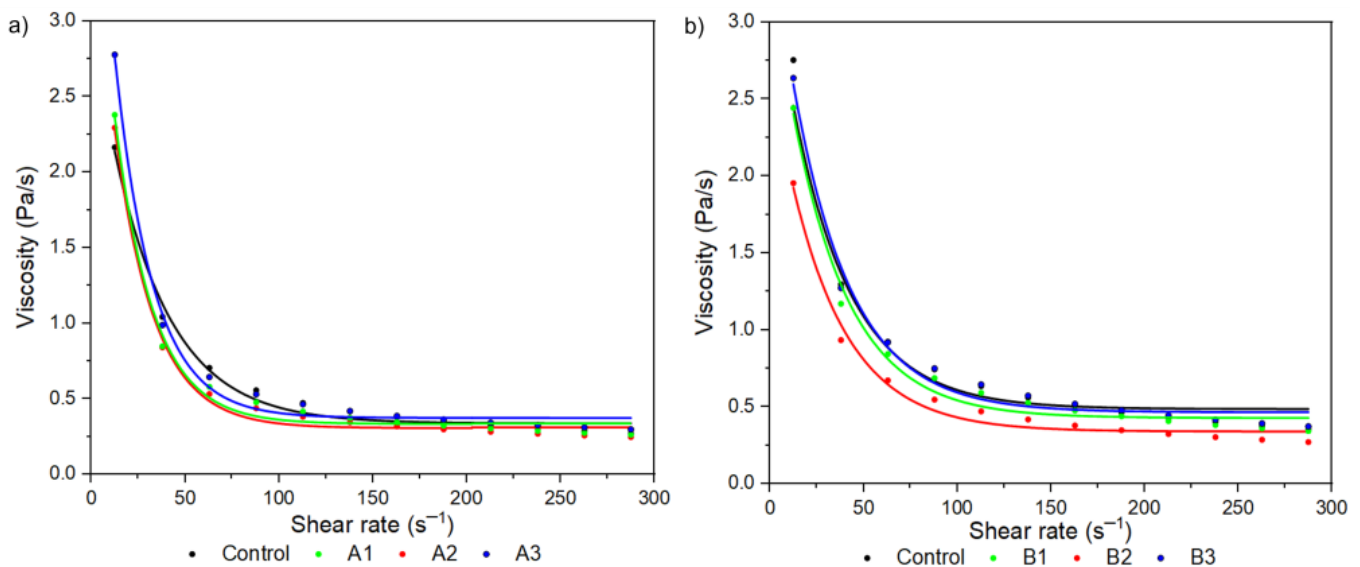 a)
Viscosity (Pa/s)
3.0
2.5
2.0
1.5
1.0
0.5
0.0
0 50 100 150 200 250 300
Shear rate (s⁻¹)
Control A1 A2 A3
b)
Viscosity (Pa/s)
3.0
2.5
2.0
1.5
1.0
0.5
0.0
0 50 100 150 200 250 300
Shear rate (s⁻¹)
Control B1 B2 B3